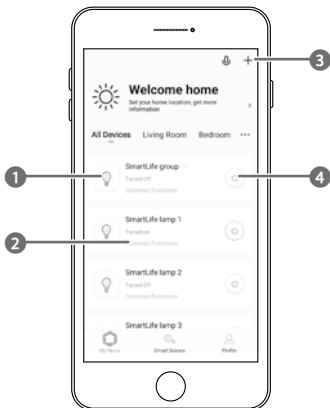 Welcome home
Set your home location, get more
information
All Devices Living Room Bedroom
SmartLife group
Turned Off
Common Functions
SmartLife lamp 1
Turned on
Common Functions
SmartLife lamp 2
Turned Off
Common Functions
SmartLife lamp 3
My Home Smart Scenes Profile
1
2
3
4